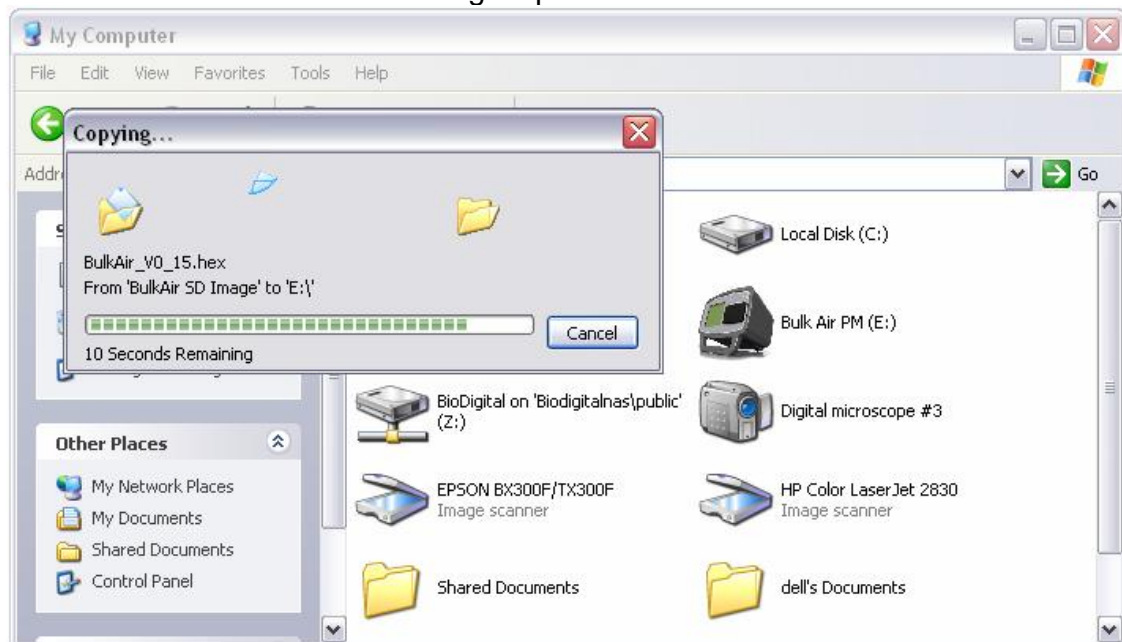 My Computer
File Edit View Favorites Tools Help
Copying...
Go
BulkAir_V0_15.hex
From 'BulkAir SD Image' to 'E:\'
Cancel
10 Seconds Remaining
Local Disk (C:)
Bulk Air PM (E:)
BioDigital on 'Biodigitalnas\public'
(Z:)
Digital microscope #3
Other Places
My Network Places
My Documents
Shared Documents
Control Panel
EPSON BX300F/TX300F
Image scanner
HP Color LaserJet 2830
Image scanner
Shared Documents
dell's Documents